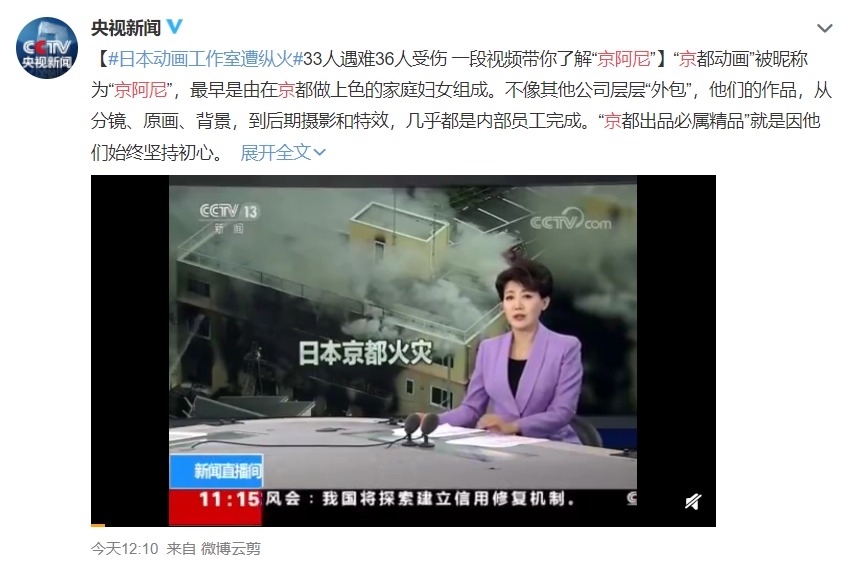 央视新闻
【#日本动画工作室遭纵火#33人遇难36人受伤 一段视频带你了解“京阿尼”】“京都动画”被昵称
为“京阿尼”，最早是由在京都做上色的家庭妇女组成。不像其他公司层层“外包”，他们的作品，从
分镜、原画、背景，到后期摄影和特效，几乎都是内部员工完成。“京都出品必属精品”就是因他
们始终坚持初心。 展开全文
CCTV
央视新闻
CCTV 13
新闻
CCTV.com
日本京都火灾
新闻直播间
11:15
风会：我国将探索建立信用修复机制。
今天12:10 来自 微博云剪